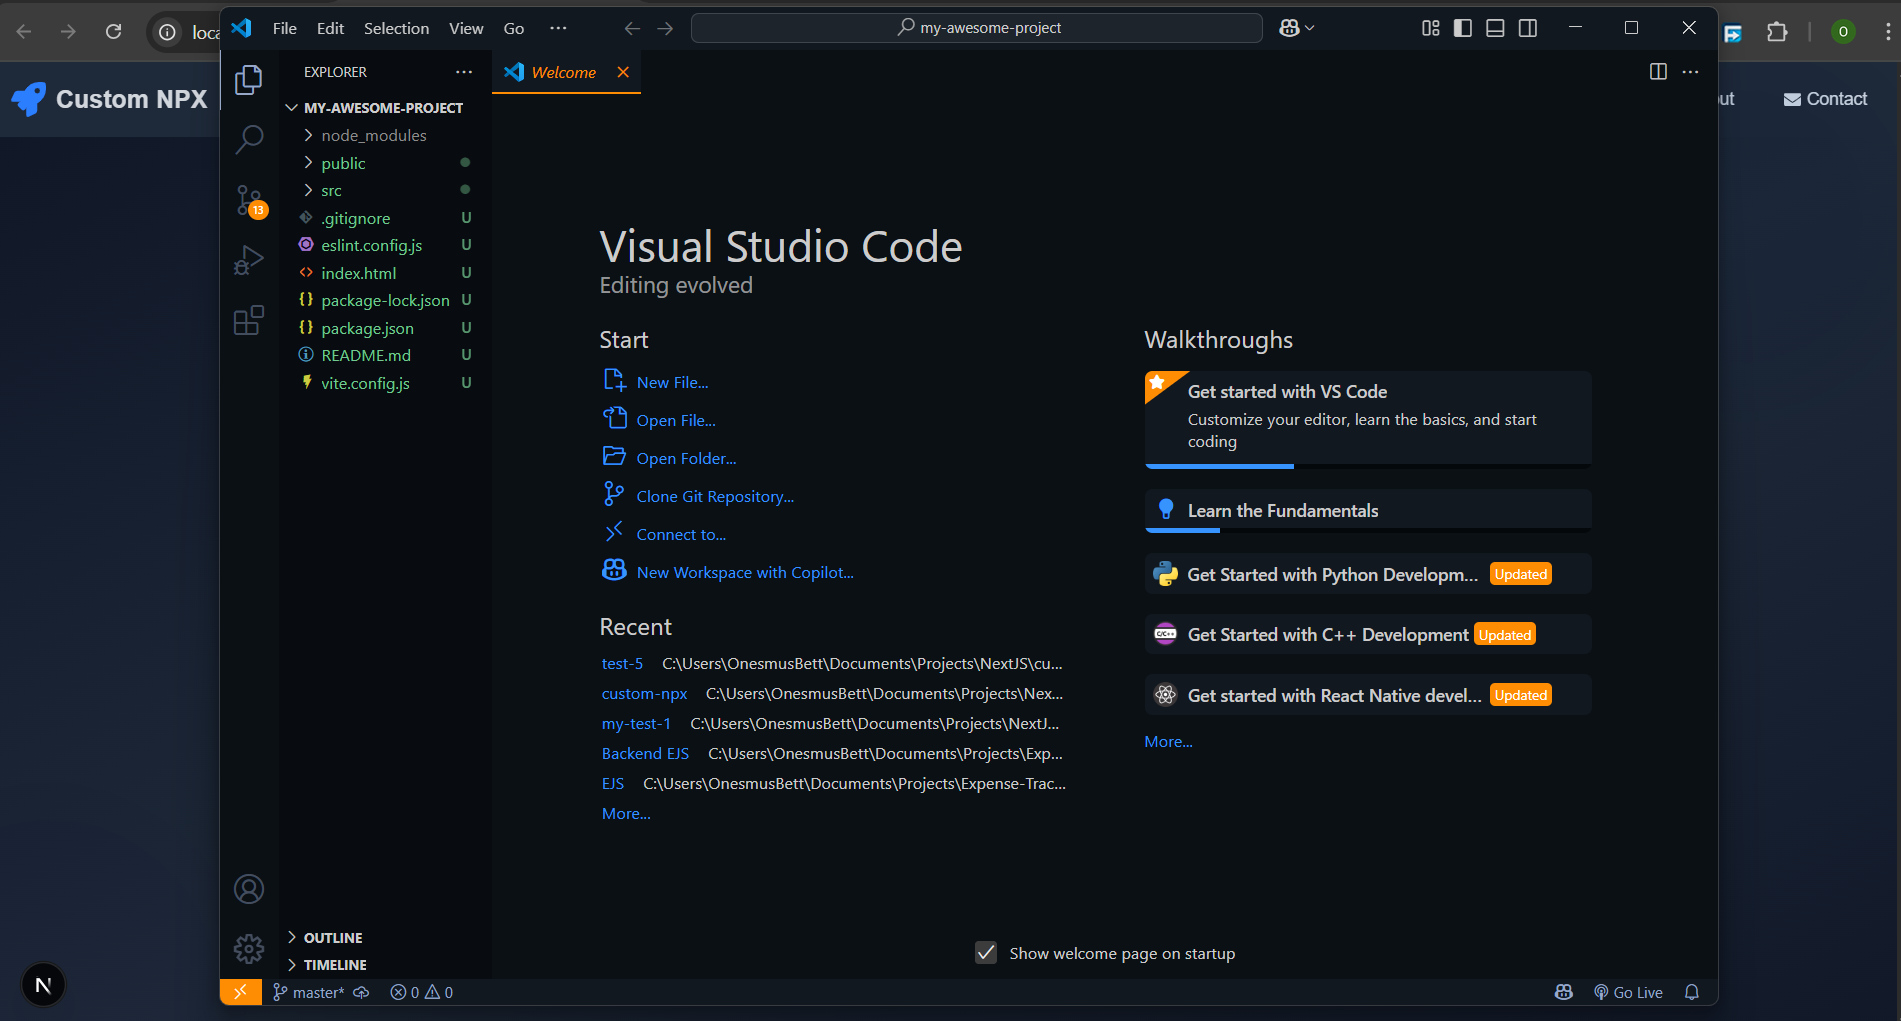 File Edit Selection View Go ...
my-awesome-project
loca
0
Custom NPX
out
Contact
EXPLORER
Welcome
MY-AWESOME-PROJECT
node_modules
public
src
.gitignore U
eslint.config.js U
index.html U
package-lock.json U
package.json U
README.md U
vite.config.js U
13
Visual Studio Code
Editing evolved
Start
New File...
Open File...
Open Folder...
Clone Git Repository...
Connect to...
New Workspace with Copilot...
Recent
test-5 C:\Users\OnesmusBett\Documents\Projects\NextJS\cu...
custom-npx C:\Users\OnesmusBett\Documents\Projects\Nex...
my-test-1 C:\Users\OnesmusBett\Documents\Projects\NextJ...
Backend EJS C:\Users\OnesmusBett\Documents\Projects\Exp...
EJS C:\Users\OnesmusBett\Documents\Projects\Expense-Trac...
More...
Walkthroughs
Get started with VS Code
Customize your editor, learn the basics, and start
coding
Learn the Fundamentals
Get Started with Python Developm... Updated
C/C++ Get Started with C++ Development Updated
Get started with React Native devel... Updated
More...
Show welcome page on startup
OUTLINE
TIMELINE
N
master* 0 0
Go Live